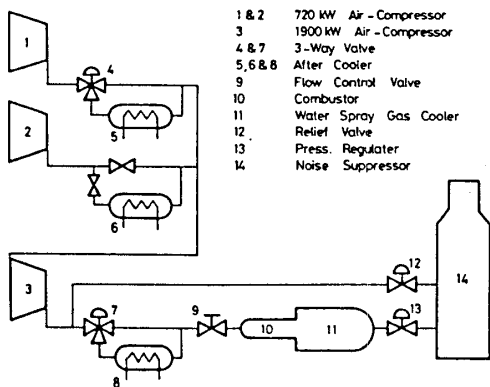 1 & 2 720 kW Air-Compressor
3 1900 kW Air-Compressor
4 & 7 3-Way Valve
5, 6 & 8 After Cooler
9 Flow Control Valve
10 Combustor
11 Water Spray Gas Cooler
12 Relief Valve
13 Press. Regulater
14 Noise Suppressor
1
4
5
2
6
3
7
8
9
10
11
12
13
14